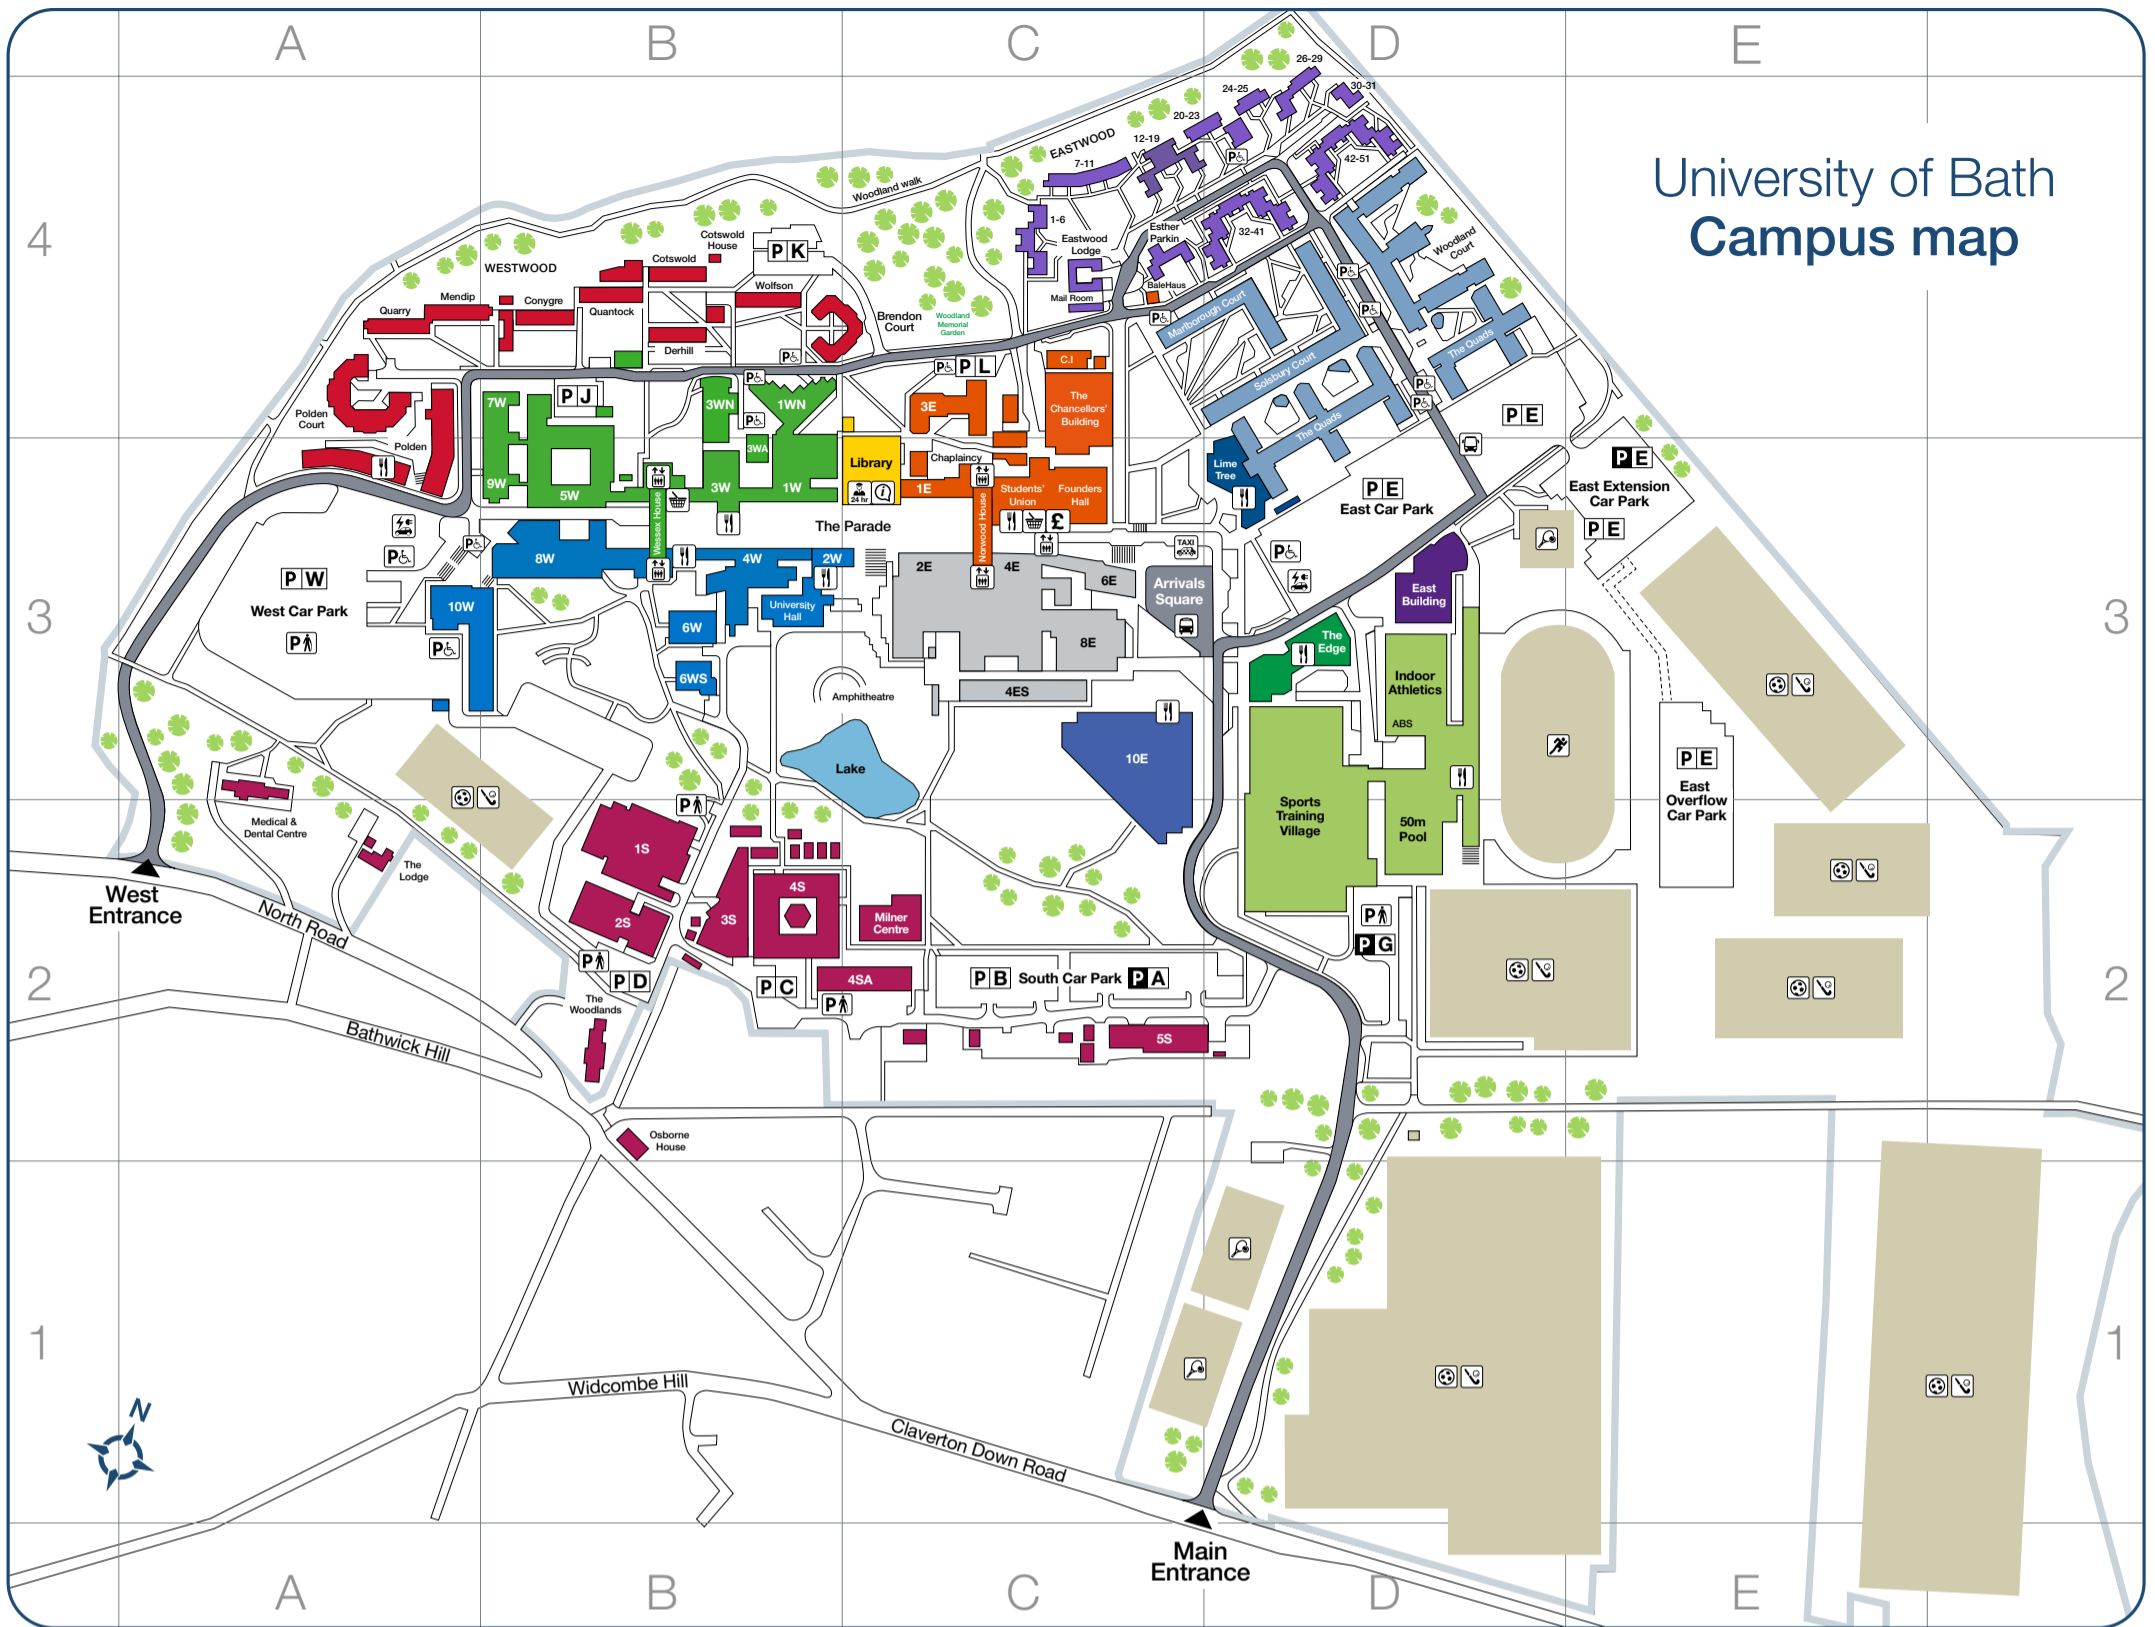 A
B
C
D
E
University of Bath
Campus map
26-29
24-25
30-31
20-23
12-19
EASTWOOD
7-11
42-51
Woodland walk
1-6
Esther
Parkin
32-41
Woodland
Court
4
Cotswold
House
P K
Eastwood
Lodge
WESTWOOD
Cotswold
Wolfson
Mail Room
BaleHaus
Mendip
Conygre
Quarry
Quantock
Brendon
Court
Woodland
Memorial
Garden
Marlborough Court
The Quads
Derhill
P
P L
C.I
Solsbury Court
Polden
Court
7W
P J
3WN
1WN
3E
The
Chancellors'
Building
P
P
P
P
P
P
P
P
The Quads
P E
Polden
3WA
Library
Chaplaincy
Lime
Tree
P E
East Extension
Car Park
9W
5W
3W
1W
24 hr
i
1E
Students'
Union
Founders
Hall
P E
East Car Park
Wessex House
Norwood House
£
The Parade
P E
P
P
TAXI
P
8W
4W
2W
2E
4E
6E
Arrivals
Square
P W
West Car Park
P
10W
University
Hall
East
Building
3
3
6W
8E
The
Edge
P
6WS
4ES
Indoor
Athletics
Amphitheatre
ABS
10E
Lake
P E
East
Overflow
Car Park
Sports
Training
Village
50m
Pool
Medical &
Dental Centre
P
1S
The
Lodge
4S
West
Entrance
North Road
2S
3S
Milner
Centre
P
P G
P
P D
P C
4SA
P B South Car Park P A
2
2
P
The
Woodlands
Bathwick Hill
5S
Osborne
House
1
1
Widcombe Hill
Claverton Down Road
N
Main
Entrance
A
B
C
D
E